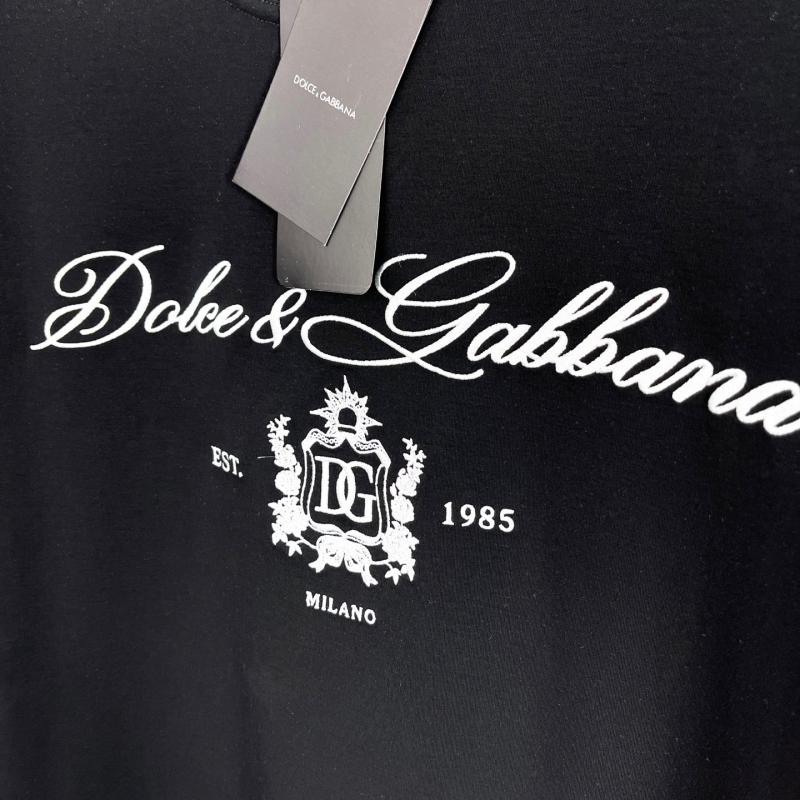 DOLCE & GABBANA
Dolce & Gabbana
EST.
DG
1985
MILANO